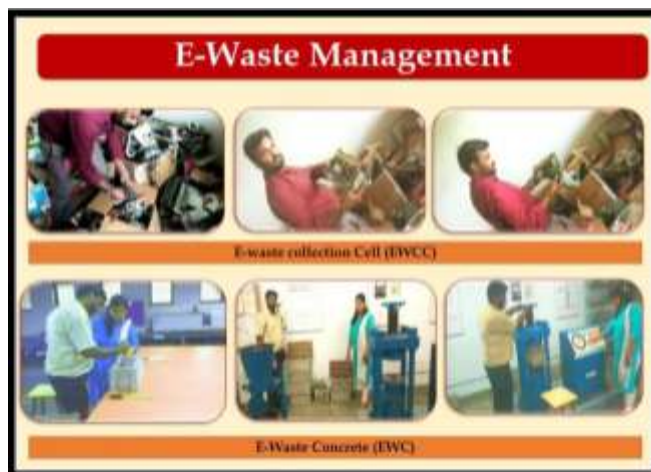 E-Waste Management
E-waste collection Cell (EWCC)
E-Waste Concrete (EWC)